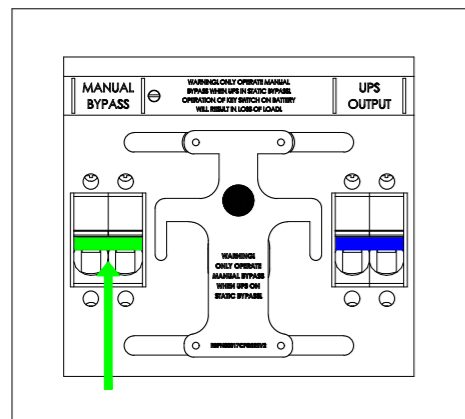 MANUAL
BYPASS
WARNING! ONLY OPERATE MANUAL
BYPASS WHEN UPS IN STATIC BYPASS.
OPERATION OF KEY SWITCH ON BATTERY
WILL RESULT IN LOSS OF LOAD!
UPS
OUTPUT
WARNING!
ONLY OPERATE
MANUAL BYPASS
WHEN UPS ON
STATIC BYPASS.